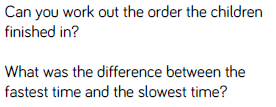 Can you work out the order the children
finished in?
What was the difference between the
fastest time and the slowest time?